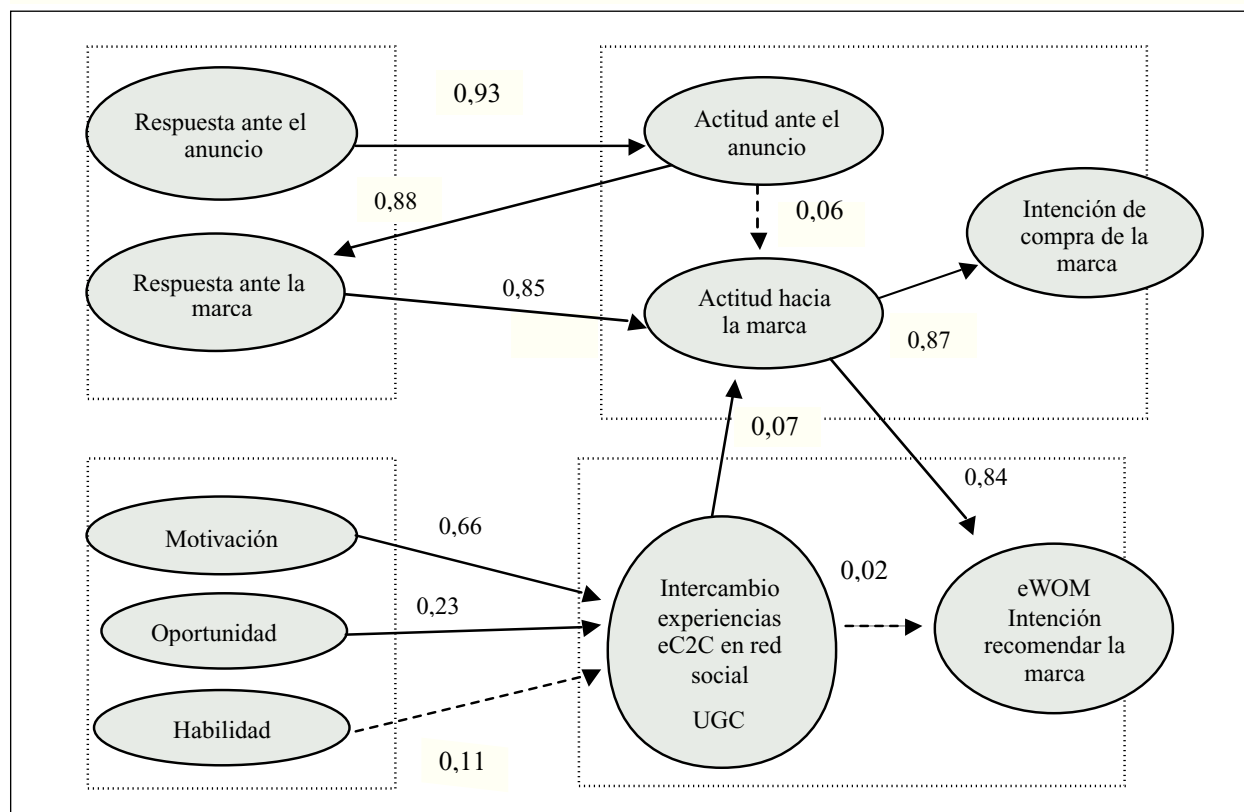 Respuesta ante el
anuncio
0,93
Actitud ante el
anuncio
0,88
0,06
Intención de
compra de la
marca
Respuesta ante la
marca
0,85
Actitud hacia
la marca
0,87
0,07
0,84
Motivación
0,66
Oportunidad
0,23
Habilidad
0,11
Intercambio
experiencias
eC2C en red
social
UGC
0,02
eWOM
Intención
recomendar la
marca